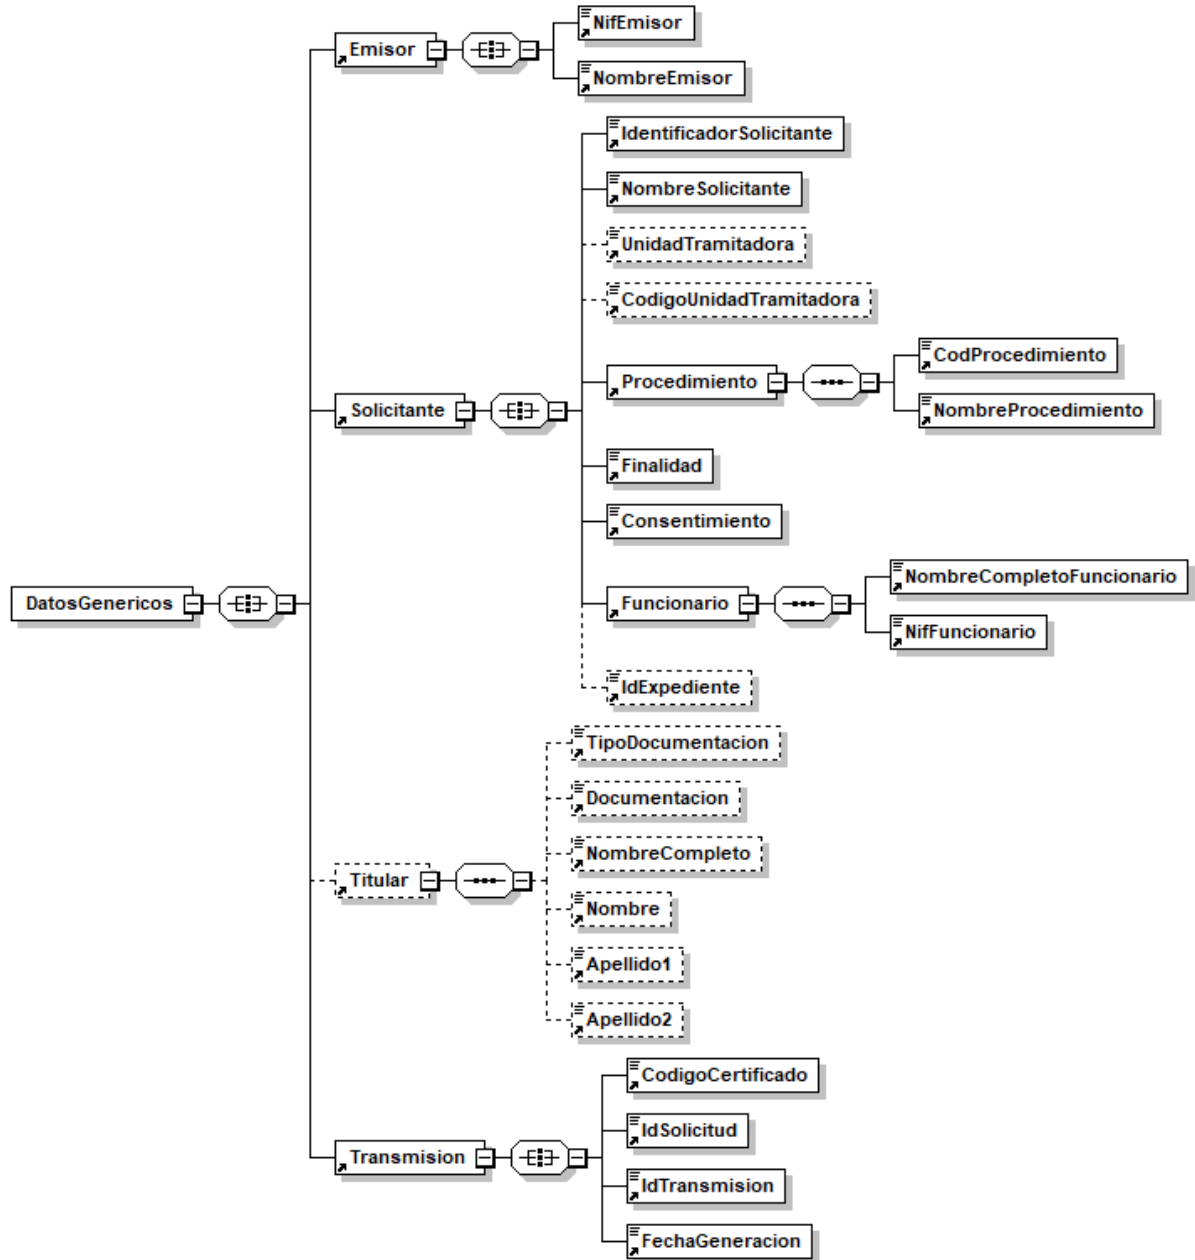 NifEmisor
Emisor
NombreEmisor
IdentificadorSolicitante
NombreSolicitante
UnidadTramitadora
CodigoUnidadTramitadora
CodProcedimiento
Procedimiento
NombreProcedimiento
Solicitante
Finalidad
Consentimiento
NombreCompletoFuncionario
DatosGenericos
Funcionario
NifFuncionario
IdExpediente
TipoDocumentacion
Documentacion
NombreCompleto
Titular
Nombre
Apellido1
Apellido2
CodigoCertificado
IdSolicitud
Transmision
IdTransmision
FechaGeneracion